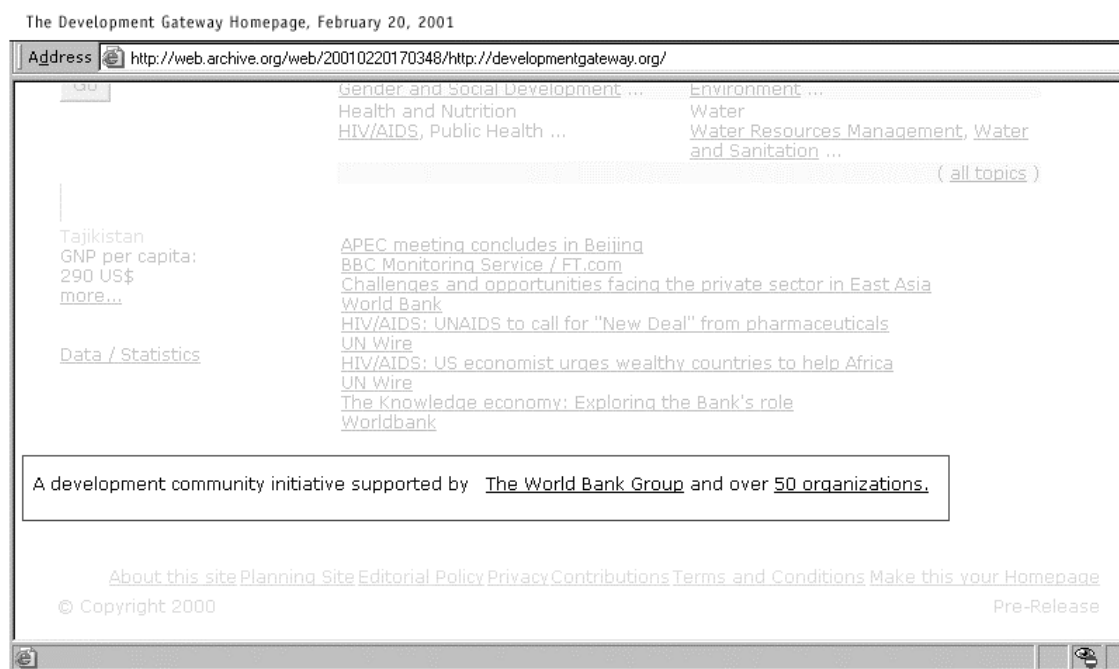 The Development Gateway Homepage, February 20, 2001
Address http://web.archive.org/web/20010220170348/http://developmentgateway.org/
GO Gender and Social Development ... Environment ...
Health and Nutrition Water
HIV/AIDS, Public Health ... Water Resources Management, Water
and Sanitation ...
( all topics )
Tajikistan
GNP per capita:
290 US$
more...
Data / Statistics
APEC meeting concludes in Beijing
BBC Monitoring Service / FT.com
Challenges and opportunities facing the private sector in East Asia
World Bank
HIV/AIDS: UNAIDS to call for "New Deal" from pharmaceuticals
UN Wire
HIV/AIDS: US economist urges wealthy countries to help Africa
UN Wire
The Knowledge economy: Exploring the Bank's role
Worldbank
A development community initiative supported by The World Bank Group and over 50 organizations.
About this site Planning Site Editorial Policy Privacy Contributions Terms and Conditions Make this your Homepage
© Copyright 2000 Pre-Release